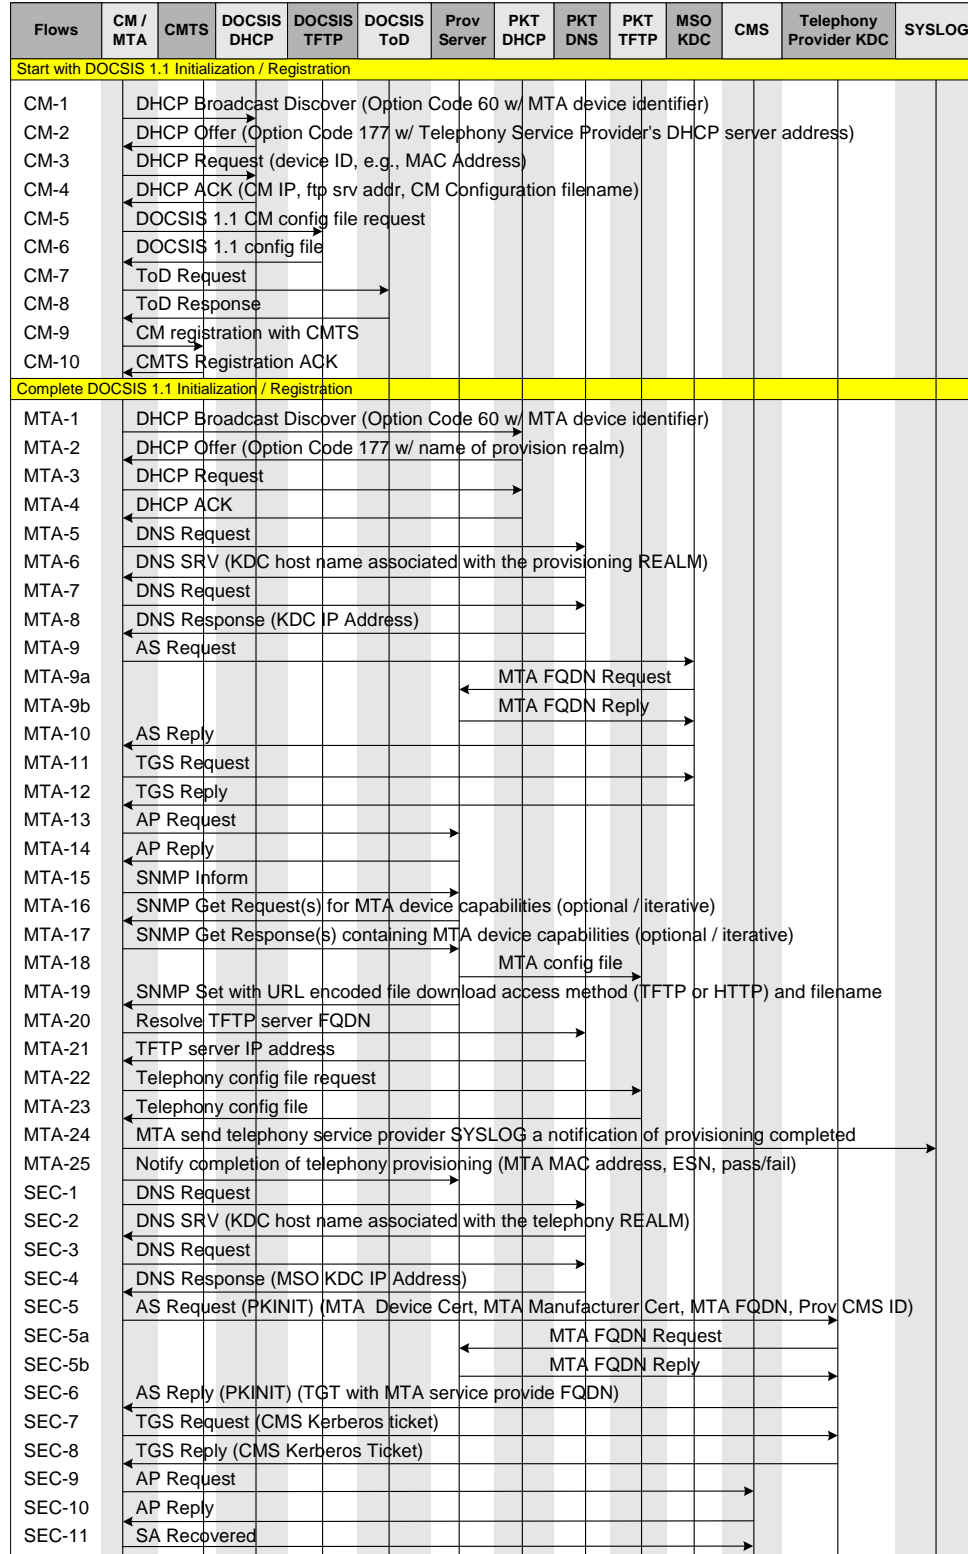 Flows CM / MTA CMTS DOCSIS DHCP DOCSIS TFTP DOCSIS ToD Prov Server PKT DHCP PKT DNS PKT TFTP MSO KDC CMS Telephony Provider KDC SYSLOG
Start with DOCSIS 1.1 Initialization / Registration
CM-1 DHCP Broadcast Discover (Option Code 60 w/ MTA device identifier)
CM-2 DHCP Offer (Option Code 177 w/ Telephony Service Provider's DHCP server address)
CM-3 DHCP Request (device ID, e.g., MAC Address)
CM-4 DHCP ACK (CM IP, ftp srv addr, CM Configuration filename)
CM-5 DOCSIS 1.1 CM config file request
CM-6 DOCSIS 1.1 config file
CM-7 ToD Request
CM-8 ToD Response
CM-9 CM registration with CMTS
CM-10 CMTS Registration ACK
Complete DOCSIS 1.1 Initialization / Registration
MTA-1 DHCP Broadcast Discover (Option Code 60 w/ MTA device identifier)
MTA-2 DHCP Offer (Option Code 177 w/ name of provision realm)
MTA-3 DHCP Request
MTA-4 DHCP ACK
MTA-5 DNS Request
MTA-6 DNS SRV (KDC host name associated with the provisioning REALM)
MTA-7 DNS Request
MTA-8 DNS Response (KDC IP Address)
MTA-9 AS Request
MTA-9a MTA FQDN Request
MTA-9b MTA FQDN Reply
MTA-10 AS Reply
MTA-11 TGS Request
MTA-12 TGS Reply
MTA-13 AP Request
MTA-14 AP Reply
MTA-15 SNMP Inform
MTA-16 SNMP Get Request(s) for MTA device capabilities (optional / iterative)
MTA-17 SNMP Get Response(s) containing MTA device capabilities (optional / iterative)
MTA-18 MTA config file
MTA-19 SNMP Set with URL encoded file download access method (TFTP or HTTP) and filename
MTA-20 Resolve TFTP server FQDN
MTA-21 TFTP server IP address
MTA-22 Telephony config file request
MTA-23 Telephony config file
MTA-24 MTA send telephony service provider SYSLOG a notification of provisioning completed
MTA-25 Notify completion of telephony provisioning (MTA MAC address, ESN, pass/fail)
SEC-1 DNS Request
SEC-2 DNS SRV (KDC host name associated with the telephony REALM)
SEC-3 DNS Request
SEC-4 DNS Response (MSO KDC IP Address)
SEC-5 AS Request (PKINIT) (MTA Device Cert, MTA Manufacturer Cert, MTA FQDN, Prov CMS ID)
SEC-5a MTA FQDN Request
SEC-5b MTA FQDN Reply
SEC-6 AS Reply (PKINIT) (TGT with MTA service provide FQDN)
SEC-7 TGS Request (CMS Kerberos ticket)
SEC-8 TGS Reply (CMS Kerberos Ticket)
SEC-9 AP Request
SEC-10 AP Reply
SEC-11 SA Recovered